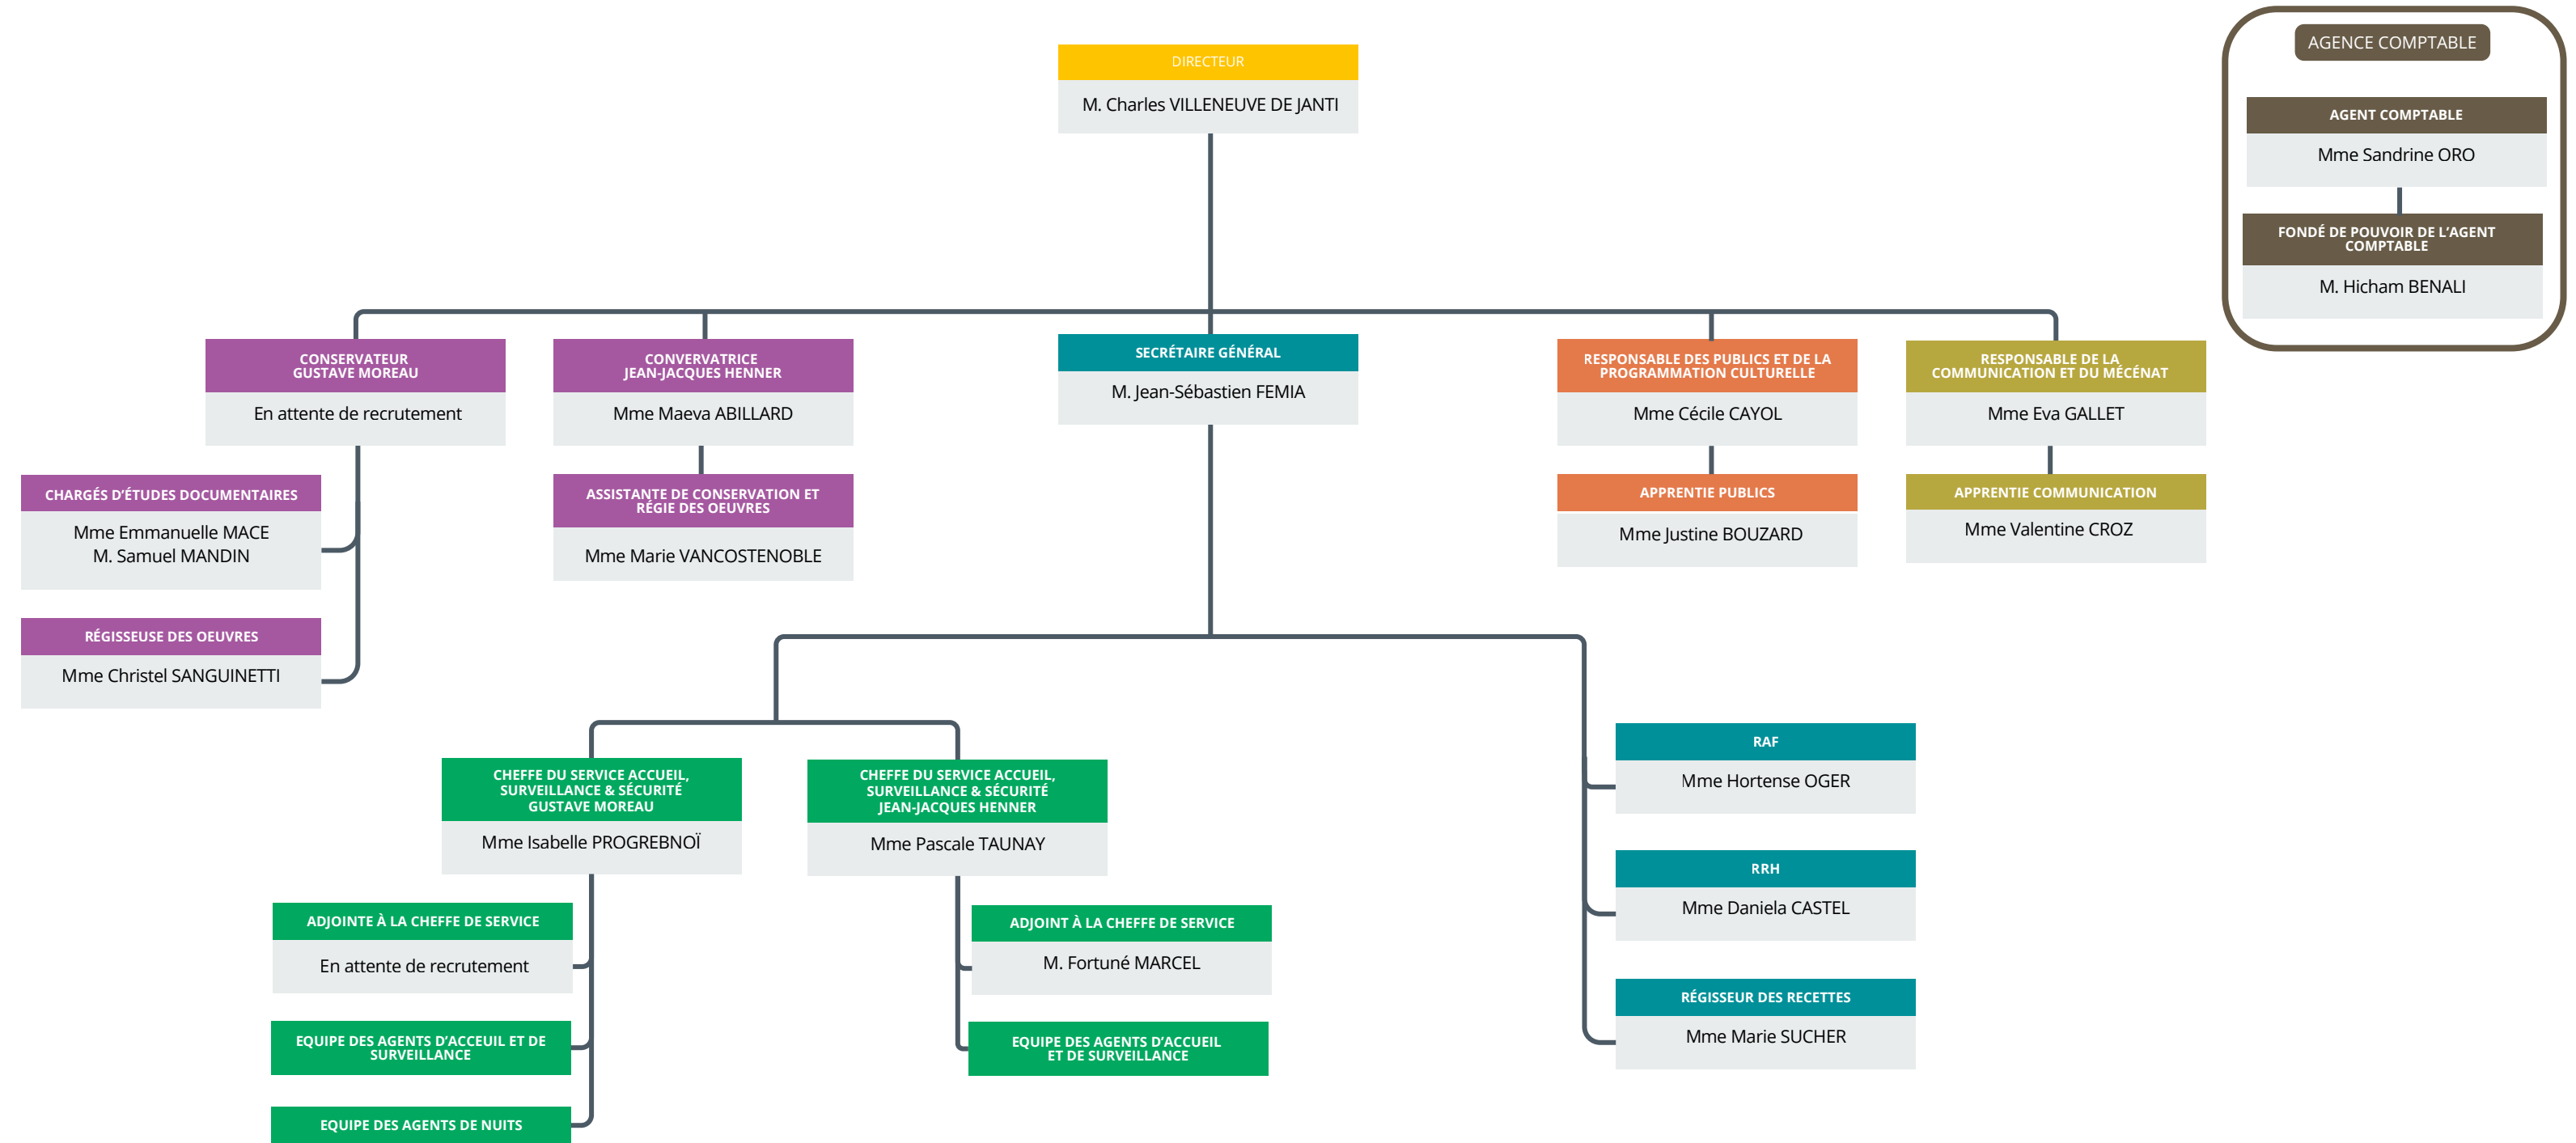 AGENCE COMPTABLE
AGENT COMPTABLE
Mme Sandrine ORO
FONDÉ DE POUVOIR DE L’AGENT
COMPTABLE
M. Hicham BENALI
DIRECTEUR
M. Charles VILLENEUVE DE JANTI
CONSERVATEUR
GUSTAVE MOREAU
En attente de recrutement
CHARGÉS D’ÉTUDES DOCUMENTAIRES
Mme Emmanuelle MACE
M. Samuel MANDIN
RÉGISSEUSE DES OEUVRES
Mme Christel SANGUINETTI
CONVERVATRICE
JEAN-JACQUES HENNER
Mme Maeva ABILLARD
ASSISTANTE DE CONSERVATION ET
RÉGIE DES OEUVRES
Mme Marie VANCOSTENOBLE
SECRÉTAIRE GÉNÉRAL
M. Jean-Sébastien FEMIA
RESPONSABLE DES PUBLICS ET DE LA
PROGRAMMATION CULTURELLE
Mme Cécile CAYOL
APPRENTIE PUBLICS
Mme Justine BOUZARD
RESPONSABLE DE LA
COMMUNICATION ET DU MÉCÉNAT
Mme Eva GALLET
APPRENTIE COMMUNICATION
Mme Valentine CROZ
CHEFFE DU SERVICE ACCUEIL,
SURVEILLANCE & SÉCURITÉ
GUSTAVE MOREAU
Mme Isabelle PROGREBNOÏ
ADJOINTE À LA CHEFFE DE SERVICE
En attente de recrutement
EQUIPE DES AGENTS D’ACCEUIL ET DE
SURVEILLANCE
EQUIPE DES AGENTS DE NUITS
CHEFFE DU SERVICE ACCUEIL,
SURVEILLANCE & SÉCURITÉ
JEAN-JACQUES HENNER
Mme Pascale TAUNAY
ADJOINT À LA CHEFFE DE SERVICE
M. Fortuné MARCEL
EQUIPE DES AGENTS D’ACCUEIL
ET DE SURVEILLANCE
RAF
Mme Hortense OGER
RRH
Mme Daniela CASTEL
RÉGISSEUR DES RECETTES
Mme Marie SUCHER